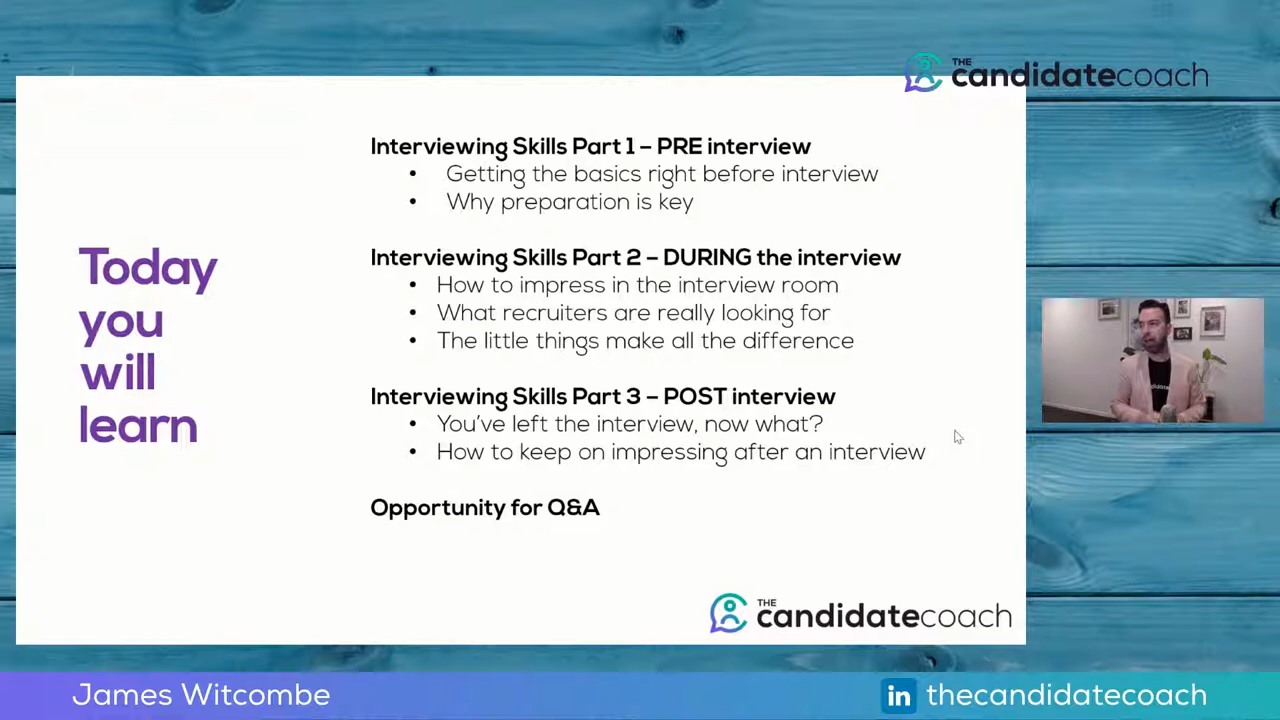 THE
candidatecoach
Interviewing Skills Part 1 – PRE interview
• Getting the basics right before interview
• Why preparation is key
Today
you
will
learn
Interviewing Skills Part 2 – DURING the interview
• How to impress in the interview room
• What recruiters are really looking for
• The little things make all the difference
Interviewing Skills Part 3 – POST interview
• You've left the interview, now what?
• How to keep on impressing after an interview
Opportunity for Q&A
THE
candidatecoach
James Witcombe
in thecandidatecoach